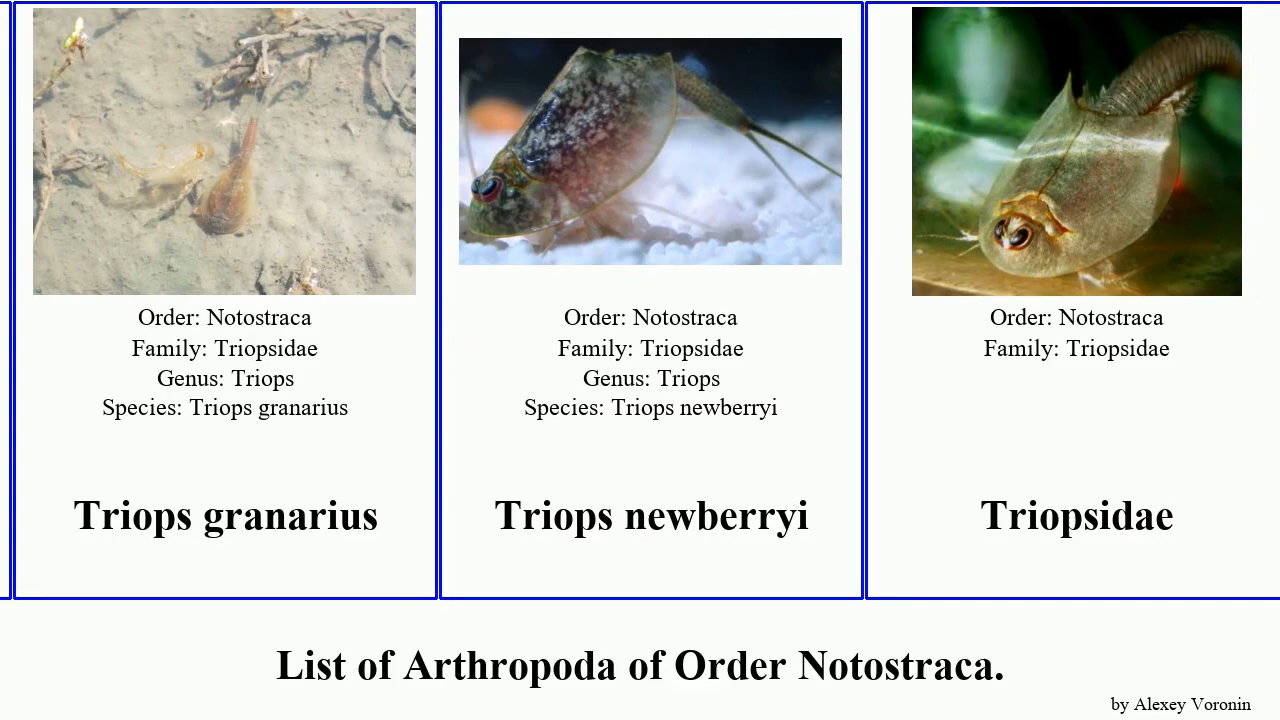 Order: Notostraca
Family: Triopsidae
Genus: Triops
Species: Triops granarius
Triops granarius
Order: Notostraca
Family: Triopsidae
Genus: Triops
Species: Triops newberryi
Triops newberryi
Order: Notostraca
Family: Triopsidae
Triopsidae
List of Arthropoda of Order Notostraca.
by Alexey Voronin